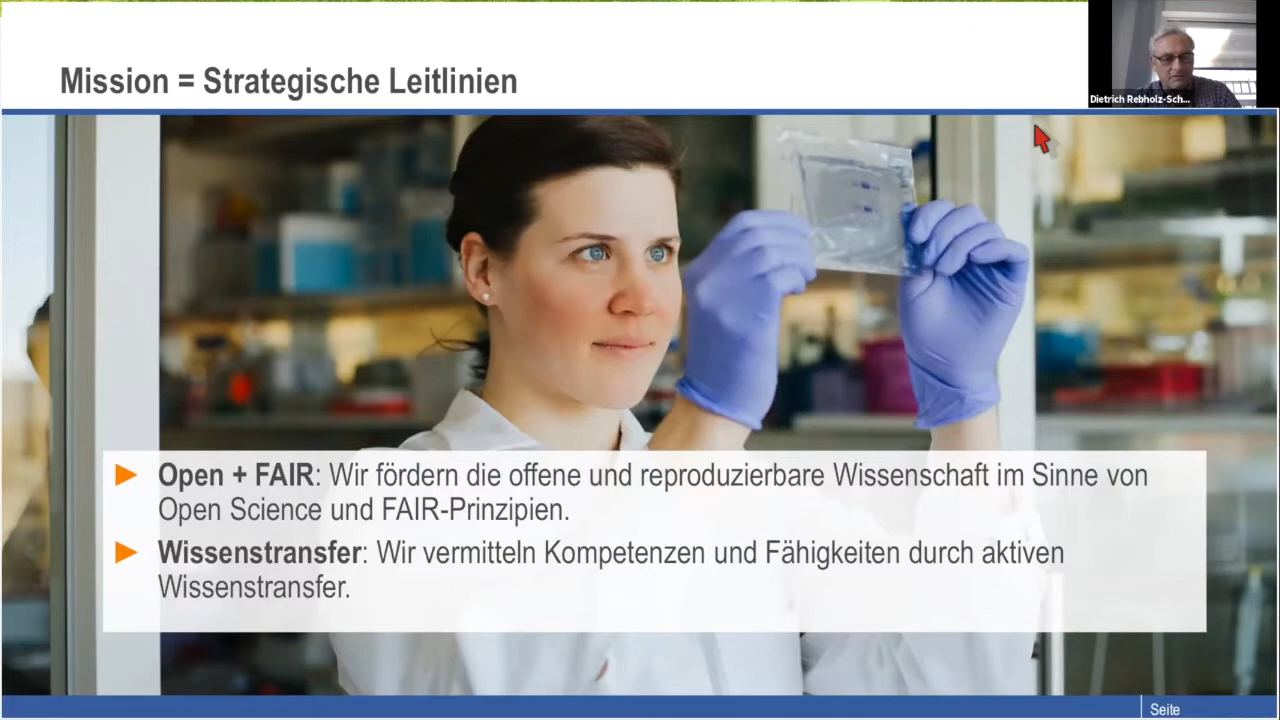 Mission = Strategische Leitlinien
Dietrich Rebholz-Sch...
Open + FAIR: Wir fördern die offene und reproduzierbare Wissenschaft im Sinne von
Open Science und FAIR-Prinzipien.
Wissenstransfer: Wir vermitteln Kompetenzen und Fähigkeiten durch aktiven
Wissenstransfer.
Seite